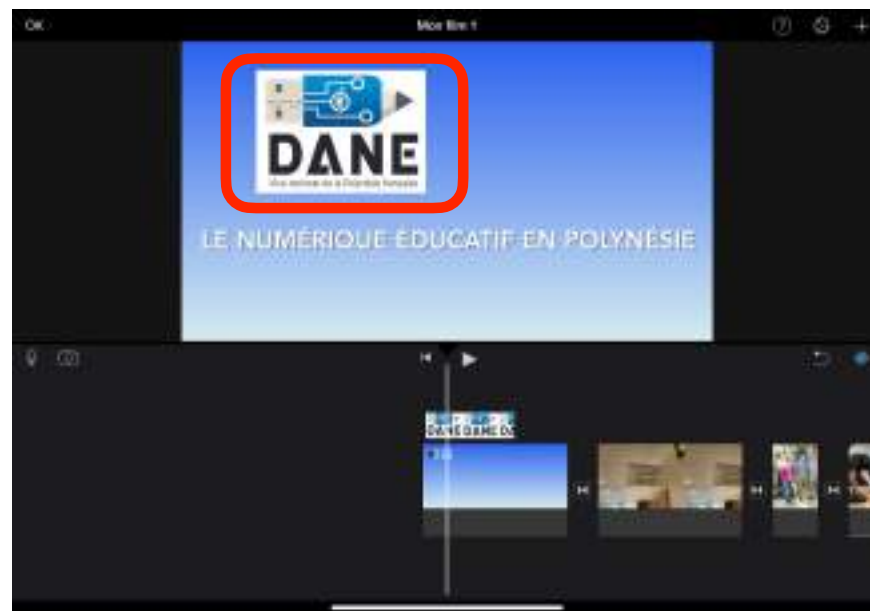 OK
Mon film 1
DANE
LE NUMÉRIQUE ÉDUCATIF EN POLYNÉSIE
DANE DANE DA